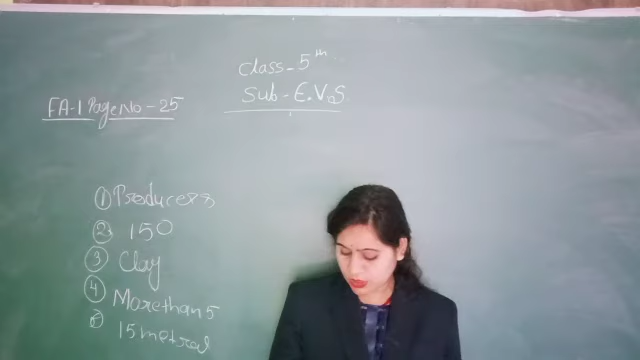 Class - 5th
Sub - E.V.S
FA-1 Page No - 25
① Producers
② 150
③ Clay
④ More than 5
⑤ 15 metres